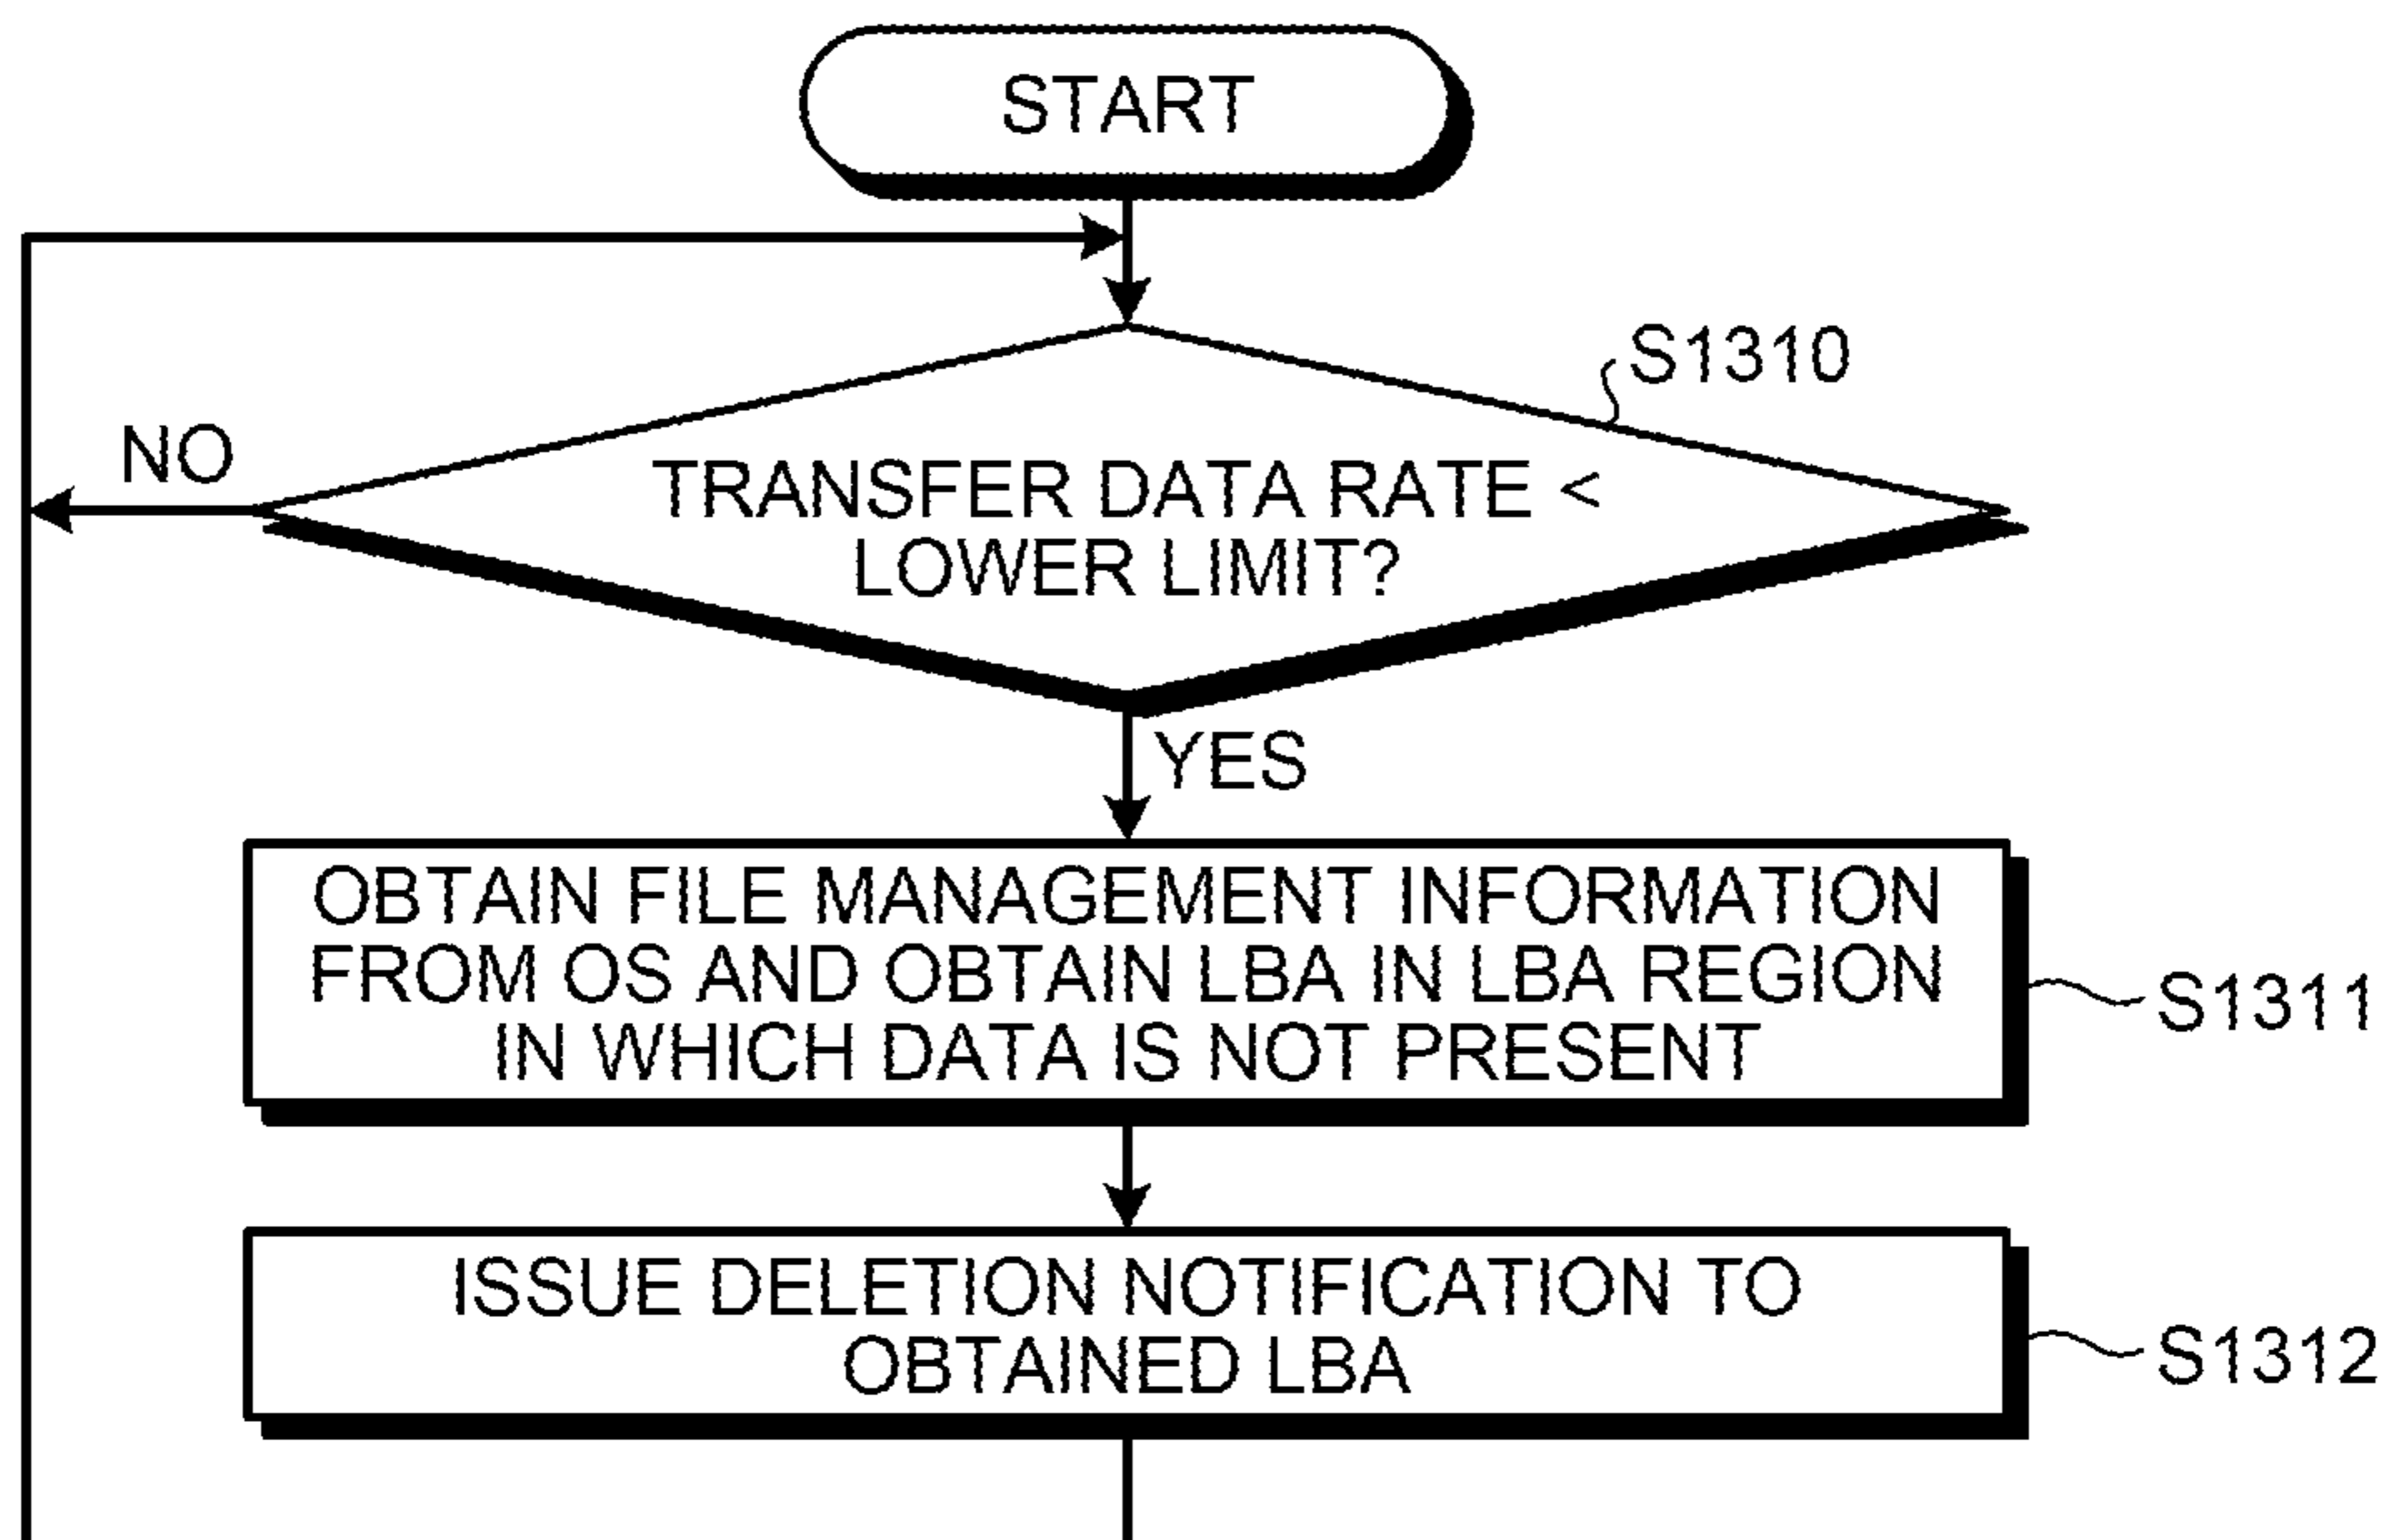 START
S1310
NO
TRANSFER DATA RATE <
LOWER LIMIT?
YES
OBTAIN FILE MANAGEMENT INFORMATION
FROM OS AND OBTAIN LBA IN LBA REGION
IN WHICH DATA IS NOT PRESENT
S1311
ISSUE DELETION NOTIFICATION TO
OBTAINED LBA
S1312